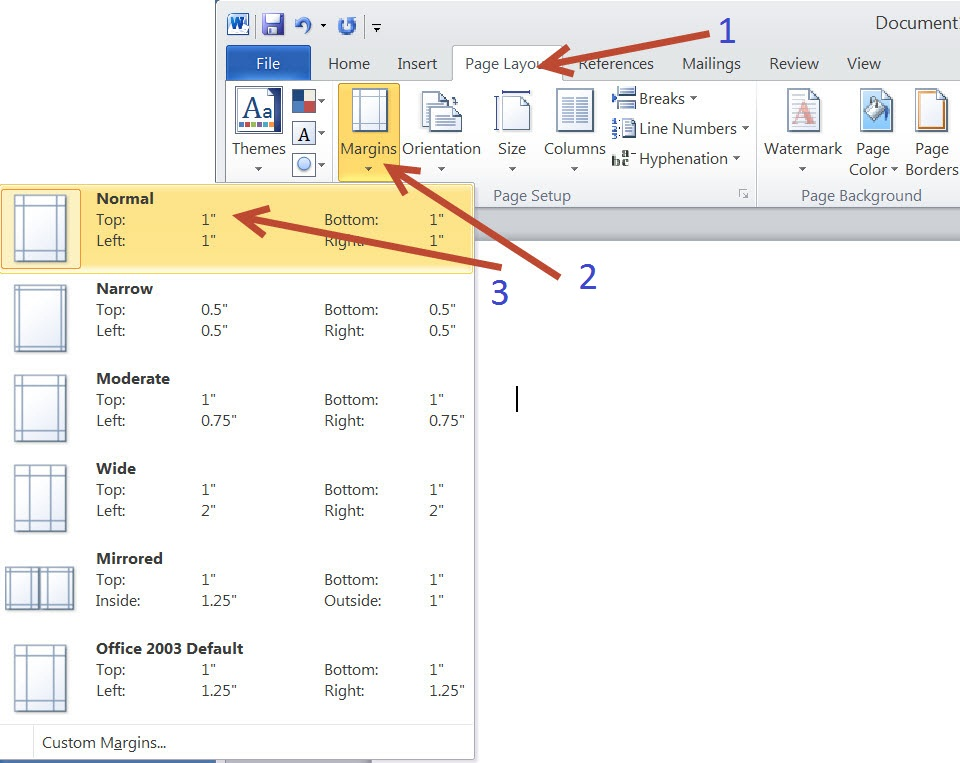 Document1
1
File Home Insert Page Layou References Mailings Review View
Aa
A
Themes Margins Orientation Size Columns
Breaks
Line Numbers
Hyphenation
Watermark Page Color Page Borders
Page Setup
Page Background
2
3
Normal
Top: 1" Bottom: 1"
Left: 1" Right: 1"
Narrow
Top: 0.5" Bottom: 0.5"
Left: 0.5" Right: 0.5"
Moderate
Top: 1" Bottom: 1"
Left: 0.75" Right: 0.75"
Wide
Top: 1" Bottom: 1"
Left: 2" Right: 2"
Mirrored
Top: 1" Bottom: 1"
Inside: 1.25" Outside: 1"
Office 2003 Default
Top: 1" Bottom: 1"
Left: 1.25" Right: 1.25"
Custom Margins...